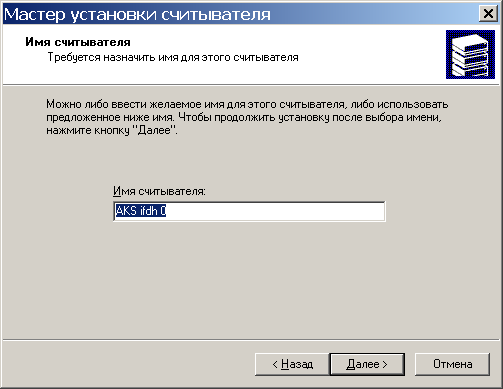 Мастер установки считывателя
Имя считывателя
Требуется назначить имя для этого считывателя
Можно либо ввести желаемое имя для этого считывателя, либо использовать
предложенное ниже имя. Чтобы продолжить установку после выбора имени,
нажмите кнопку "Далее".
Имя считывателя:
AKS ifdh 0
< Назад
Далее >
Отмена